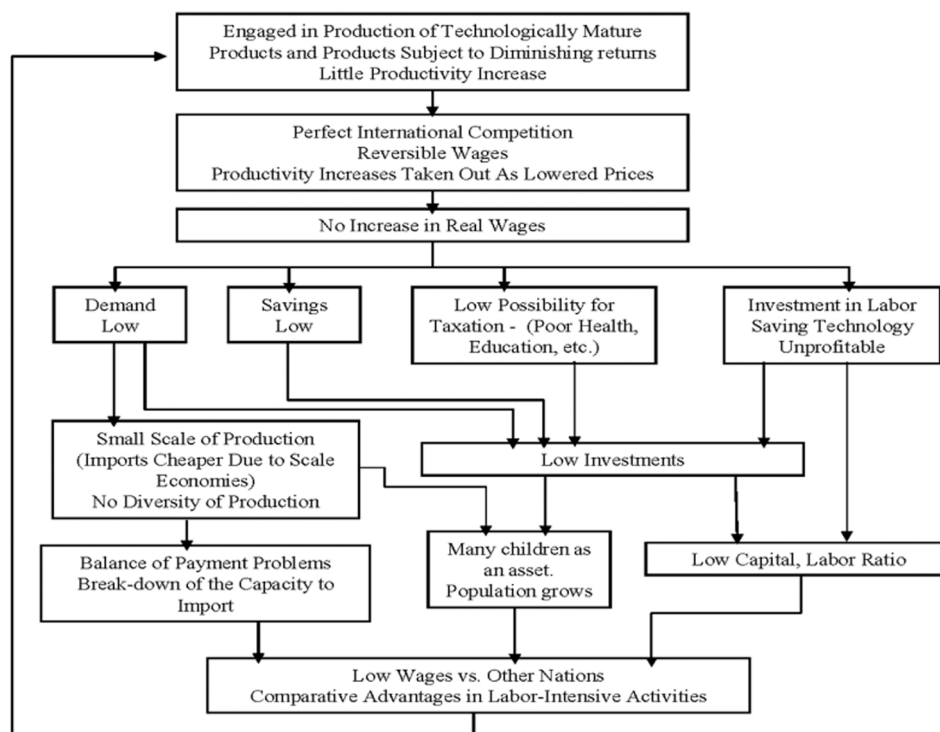 Engaged in Production of Technologically Mature
Products and Products Subject to Diminishing returns
Little Productivity Increase
Perfect International Competition
Reversible Wages
Productivity Increases Taken Out As Lowered Prices
No Increase in Real Wages
Demand
Low
Savings
Low
Low Possibility for
Taxation - (Poor Health,
Education, etc.)
Investment in Labor
Saving Technology
Unprofitable
Small Scale of Production
(Imports Cheaper Due to Scale
Economies)
No Diversity of Production
Low Investments
Balance of Payment Problems
Break-down of the Capacity to
Import
Many children as
an asset.
Population grows
Low Capital, Labor Ratio
Low Wages vs. Other Nations
Comparative Advantages in Labor-Intensive Activities